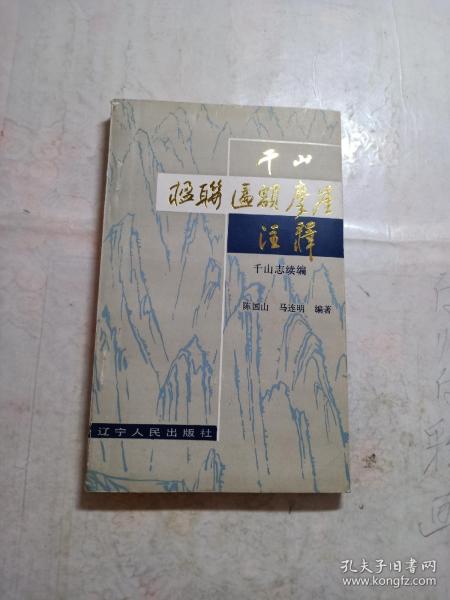 千山
楹聯匾額摩崖
注釋
千山志续编
陈国山 马连明 编著
辽宁人民出版社
孔夫子旧书网
www.kongfz.com